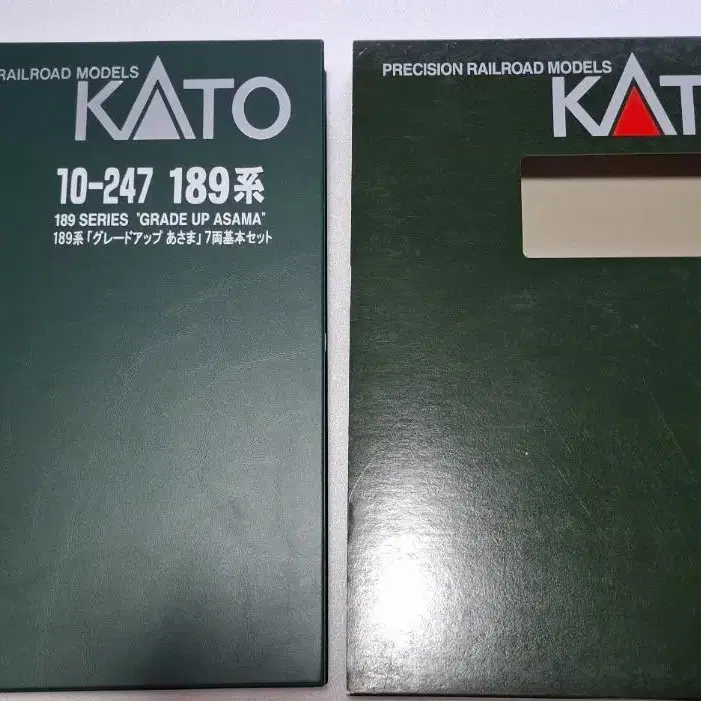 RAILROAD MODELS
KATO
10-247 189系
189 SERIES "GRADE UP ASAMA"
189系「グレードアップ あさま」7両基本セット
PRECISION RAILROAD MODELS
KAT